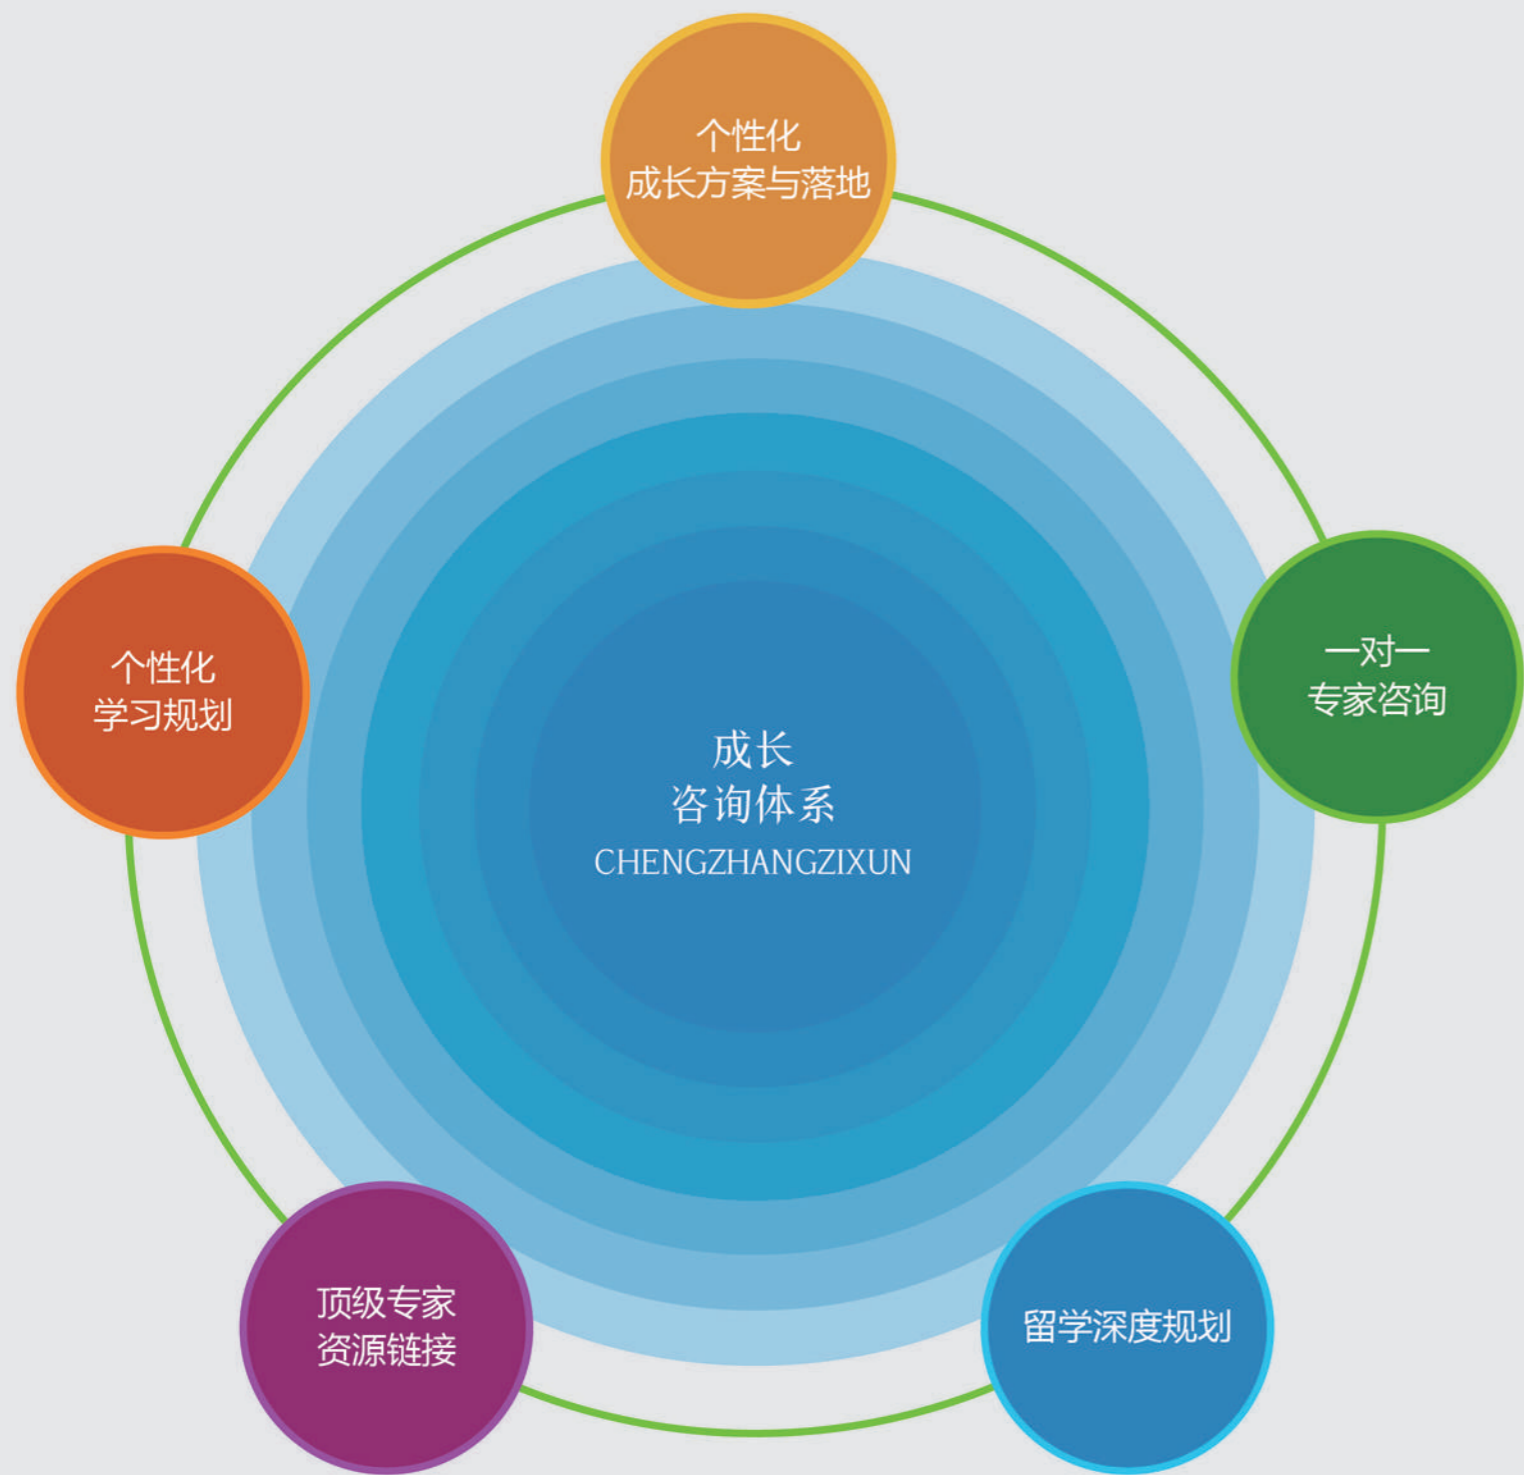 个性化
成长方案与落地
个性化
学习规划
一对一
专家咨询
成长
咨询体系
CHENGZHANGZIXUN
顶级专家
资源链接
留学深度规划